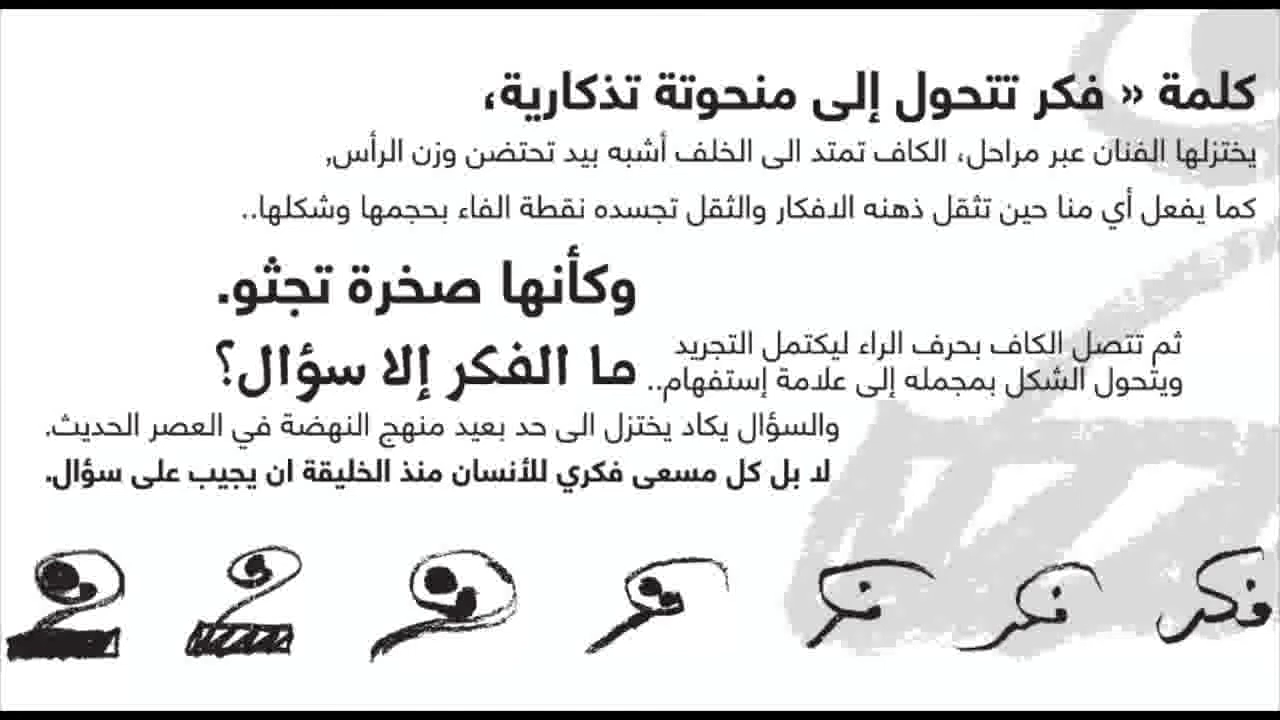 كلمة « فكر تتحول إلى منحوتة تذكارية،
يختزلها الفنان عبر مراحل، الكاف تمتد الى الخلف أشبه بيد تحتضن وزن الرأس,
كما يفعل أي منا حين تثقل ذهنه الافكار والثقل تجسده نقطة الفاء بحجمها وشكلها..
وكأنها صخرة تجثو.
ثم تتصل الكاف بحرف الراء ليكتمل التجريد
ويتحول الشكل بمجمله إلى علامة إستفهام..
ما الفكر إلا سؤال؟
والسؤال يكاد يختزل الى حد بعيد منهج النهضة في العصر الحديث.
لا بل كل مسعى فكري للأنسان منذ الخليقة ان يجيب على سؤال.
فكر فكر فكر فكر